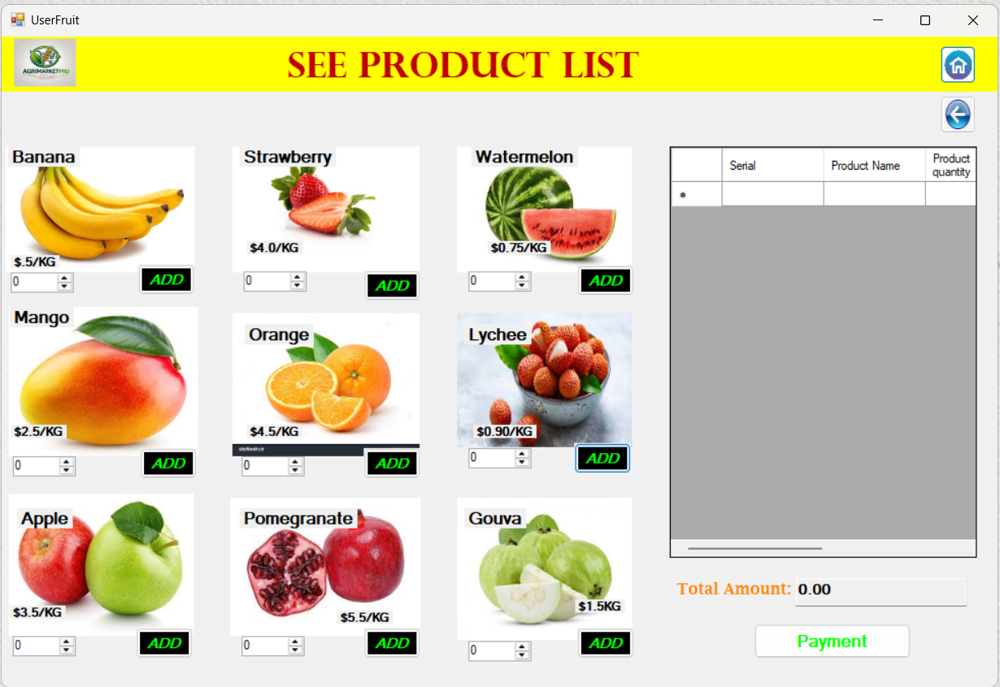 UserFruit
AGRIMARKETPRO
SEE PRODUCT LIST
Banana
$.5/KG
0
ADD
Strawberry
$4.0/KG
0
ADD
Watermelon
$0.75/KG
0
ADD
Mango
$2.5/KG
0
ADD
Orange
$4.5/KG
0
ADD
Lychee
$0.90/KG
0
ADD
Apple
$3.5/KG
0
ADD
Pomegranate
$5.5/KG
0
ADD
Gouva
$1.5KG
0
ADD
Serial
Product Name
Product
quantity
Total Amount: 0.00
Payment